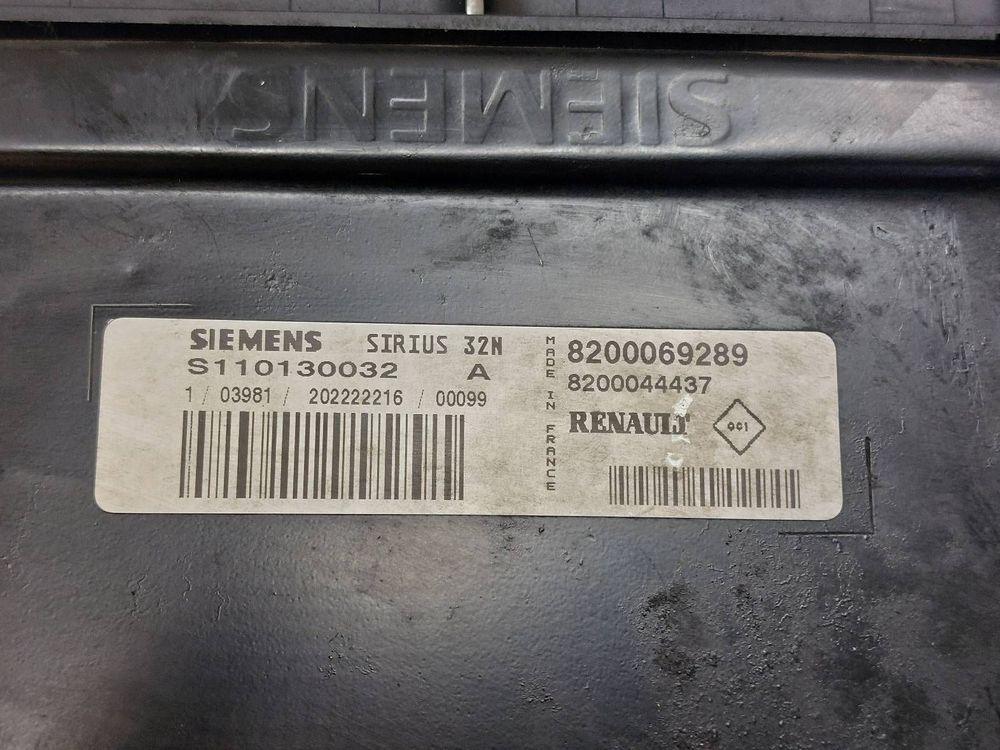 SIEMENS
SIEMENS SIRIUS 32N
S110130032 A
1 / 03981 / 202222216 / 00099
MADE IN FRANCE
8200069289
8200044437
RENAULT